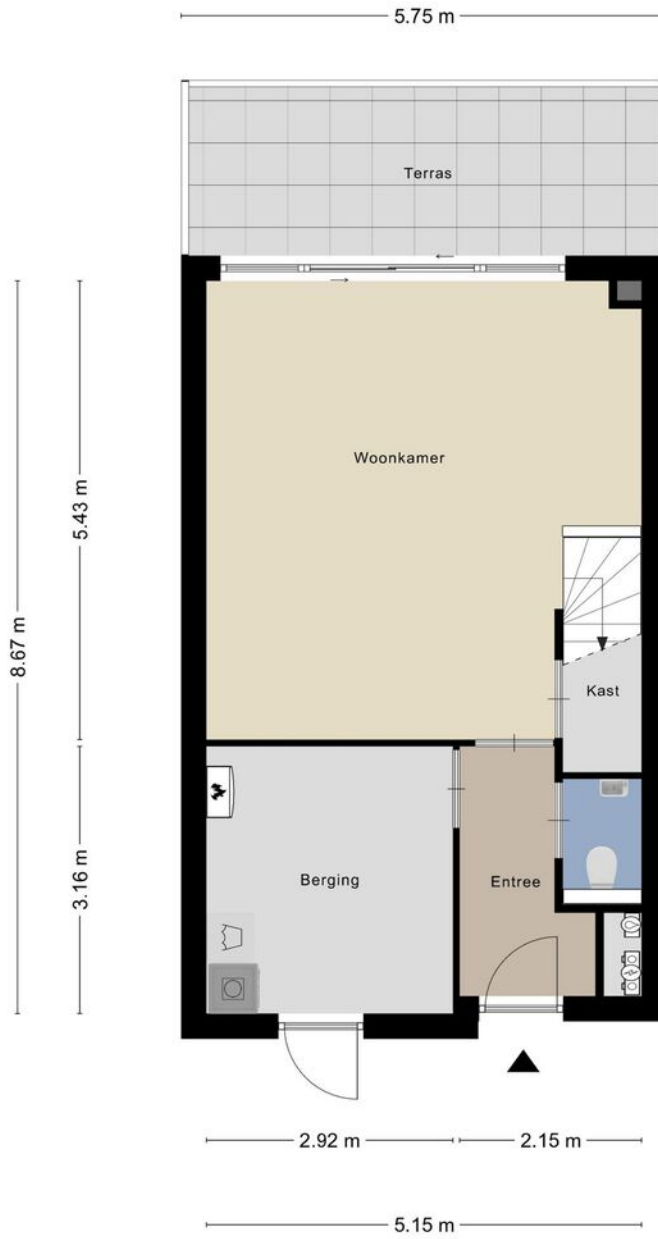 5.75 m
Terras
Woonkamer
5.43 m
8.67 m
Kast
3.16 m
Berging
Entree
2.92 m
2.15 m
5.15 m